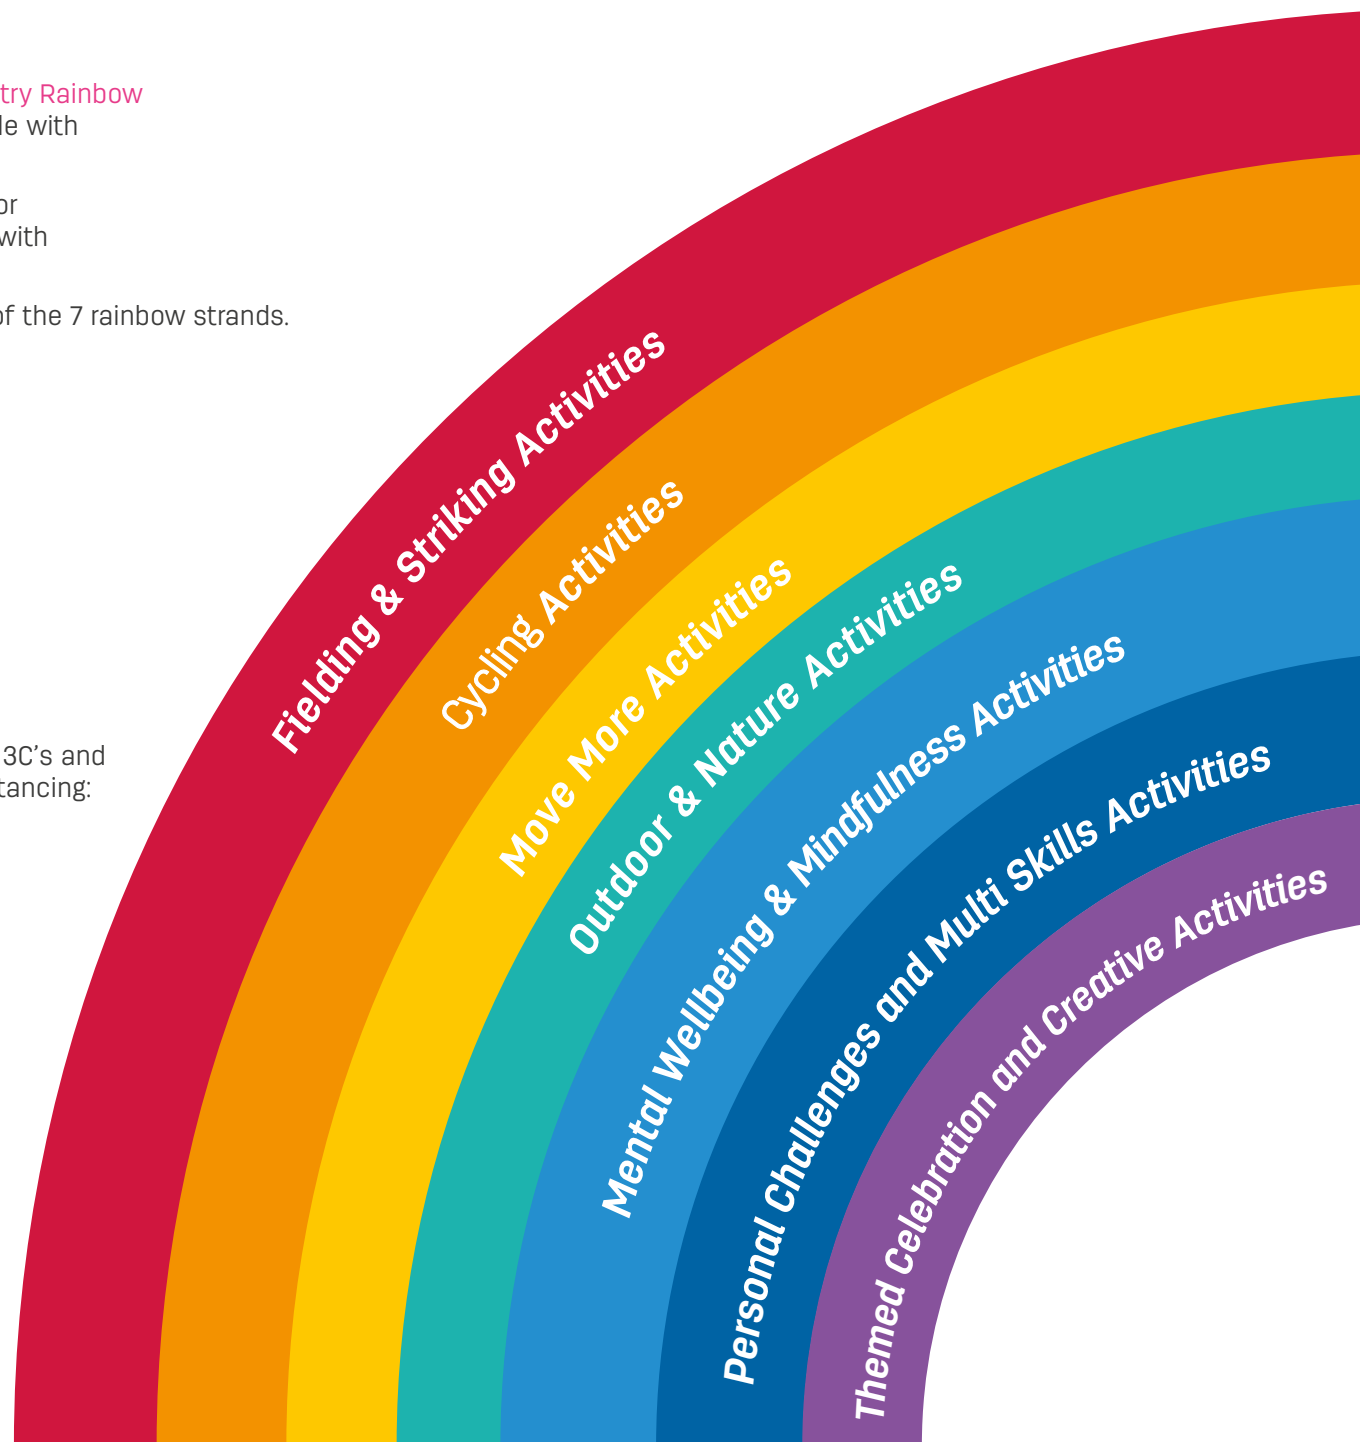 try Rainbow
le with
or
with
of the 7 rainbow strands.
3C's and
tancing:
Fielding & Striking Activities
Cycling Activities
Move More Activities
Outdoor & Nature Activities
Mental Wellbeing & Mindfulness Activities
Personal Challenges and Multi Skills Activities
Themed Celebration and Creative Activities